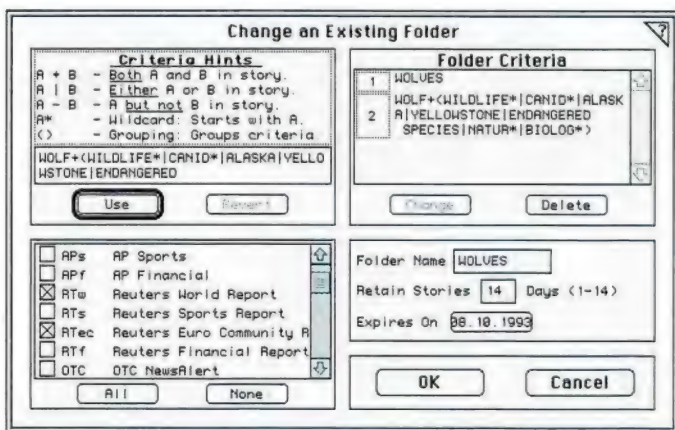 Change an Existing Folder
?
Criteria Hints
A + B - Both A and B in story.
A | B - Either A or B in story.
A - B - A but not B in story.
A* - Wildcard: Starts with A.
() - Grouping: Groups criteria.
WOLF+(WILDLIFE*|CANID*|ALASKA|YELLO
WSTONE|ENDANGERED
Use
Revert
Folder Criteria
1 WOLVES
2 WOLF+(WILDLIFE*|CANID*|ALASK
A|YELLOWSTONE|ENDANGERED
SPECIES|NATUR*|BIOLOG*)
Change
Delete
APs AP Sports
APf AP Financial
RTw Reuters World Report
RTs Reuters Sports Report
RTec Reuters Euro Community R
RTf Reuters Financial Report
OTC OTC NewsAlert
All
None
Folder Name WOLVES
Retain Stories 14 Days (1-14)
Expires On 08.10.1993
OK
Cancel